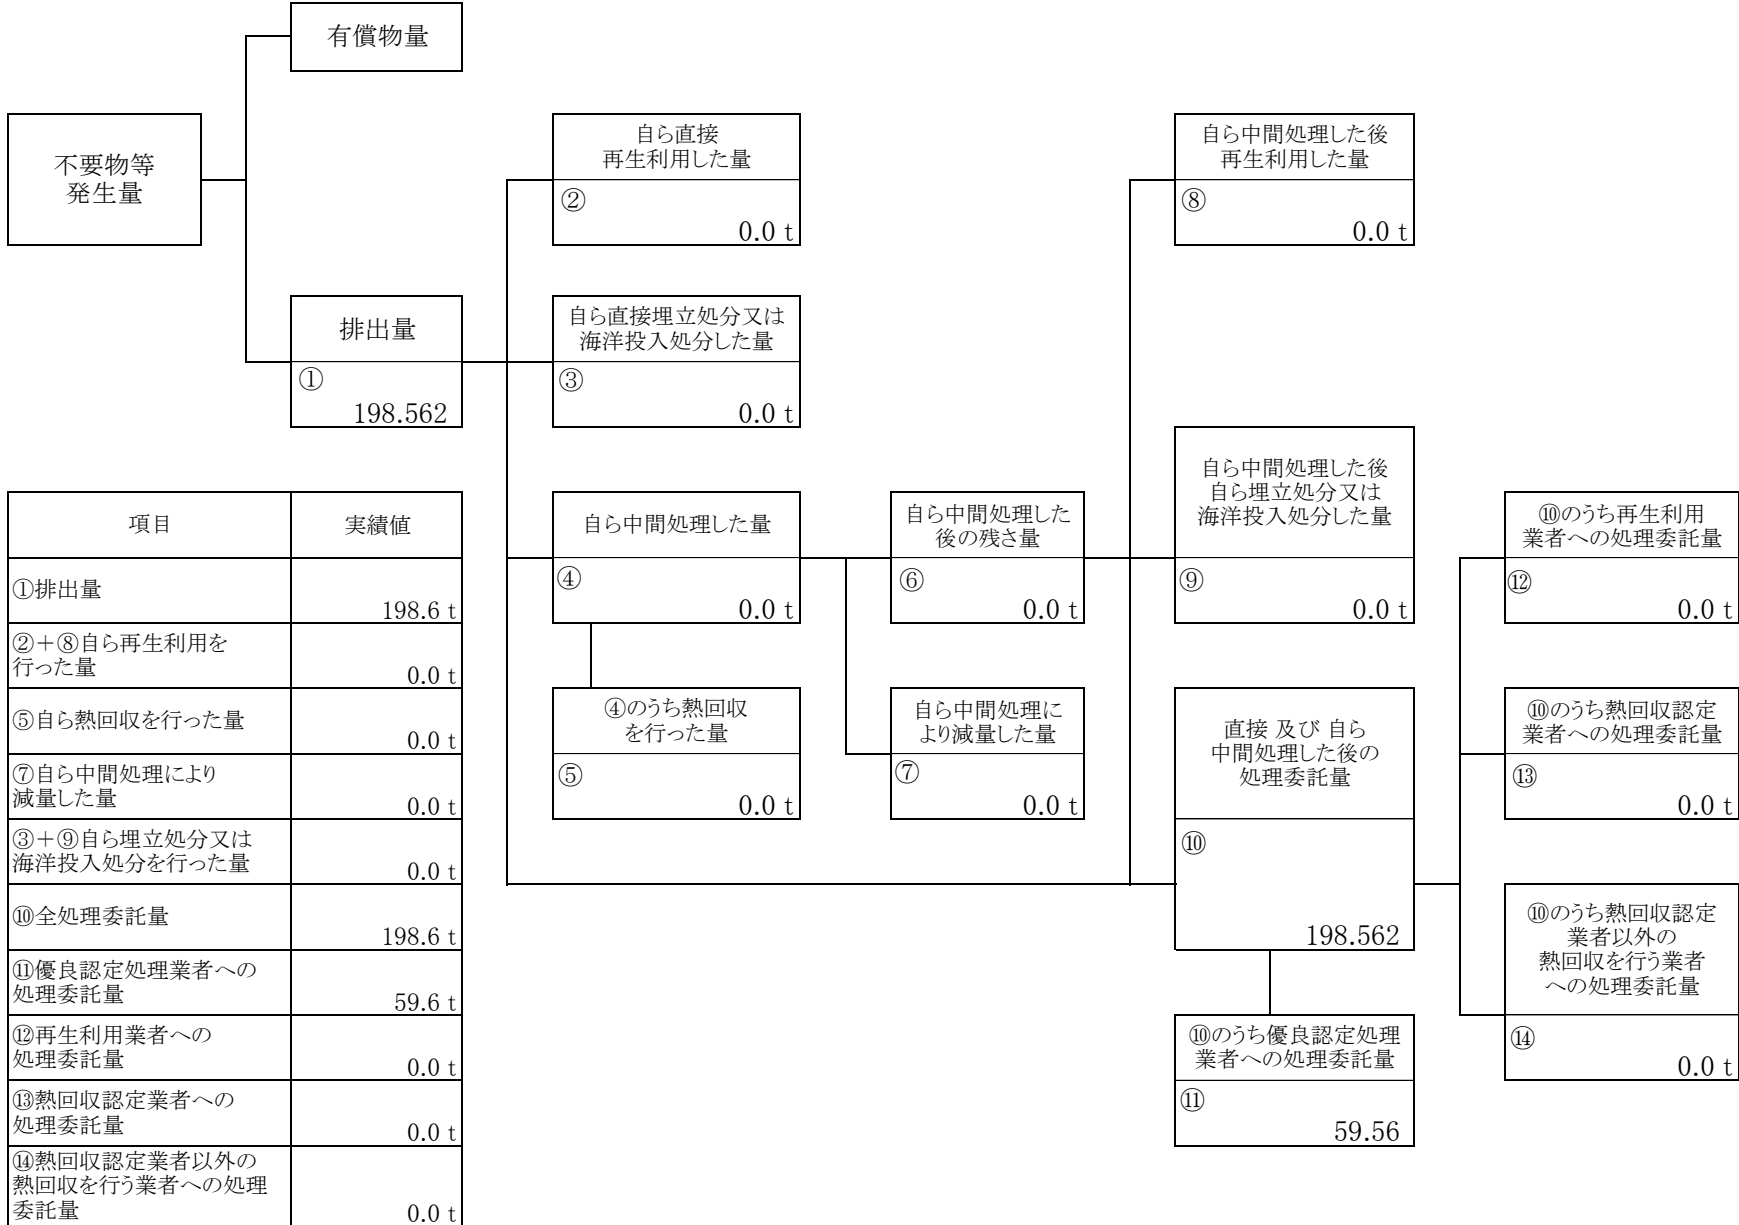 有償物量
不要物等
発生量
自ら直接
再生利用した量
②
0.0 t
自ら中間処理した後
再生利用した量
⑧
0.0 t
排出量
①
198.562
自ら直接埋立処分又は
海洋投入処分した量
③
0.0 t
自ら中間処理した量
④
0.0 t
自ら中間処理した
後の残さ量
⑥
0.0 t
自ら中間処理した後
自ら埋立処分又は
海洋投入処分した量
⑨
0.0 t
⑩のうち再生利用
業者への処理委託量
⑫
0.0 t
④のうち熱回収
を行った量
⑤
0.0 t
自ら中間処理に
より減量した量
⑦
0.0 t
直接 及び 自ら
中間処理した後の
処理委託量
⑩
198.562
⑩のうち熱回収認定
業者への処理委託量
⑬
0.0 t
⑩のうち熱回収認定
業者以外の
熱回収を行う業者
への処理委託量
⑭
0.0 t
⑩のうち優良認定処理
業者への処理委託量
⑪
59.56
項目 実績値
①排出量
198.6 t
②＋⑧自ら再生利用を
行った量
0.0 t
⑤自ら熱回収を行った量
0.0 t
⑦自ら中間処理により
減量した量
0.0 t
③＋⑨自ら埋立処分又は
海洋投入処分を行った量
0.0 t
⑩全処理委託量
198.6 t
⑪優良認定処理業者への
処理委託量
59.6 t
⑫再生利用業者への
処理委託量
0.0 t
⑬熱回収認定業者への
処理委託量
0.0 t
⑭熱回収認定業者以外の
熱回収を行う業者への処理
委託量
0.0 t